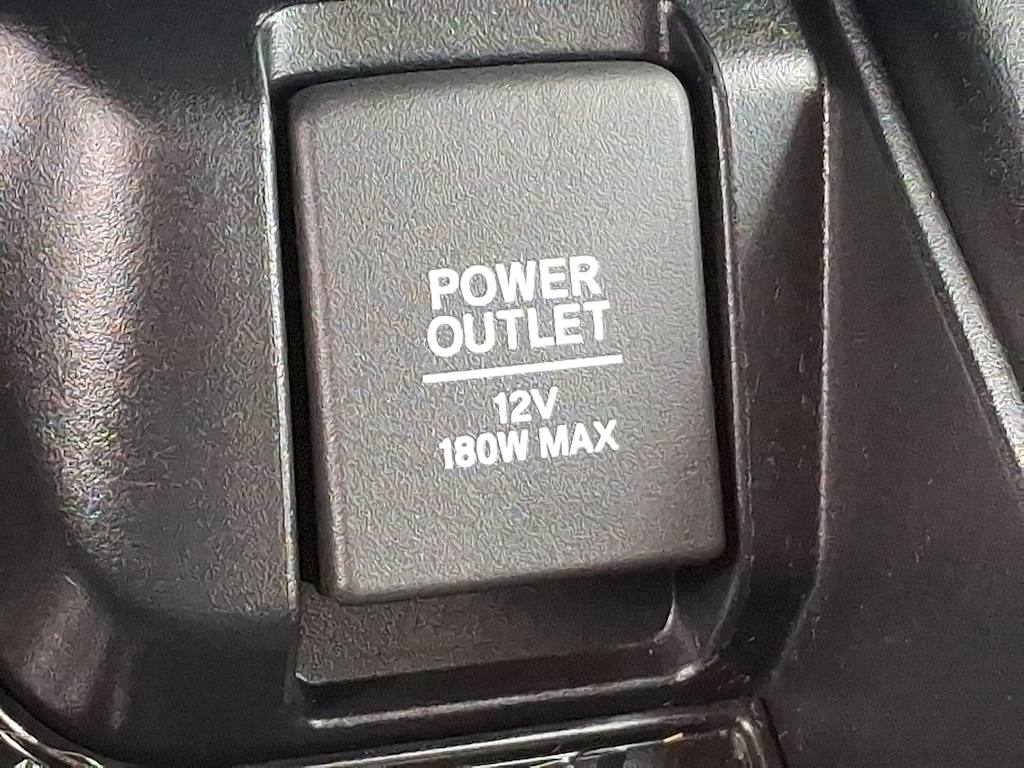 POWER
OUTLET
12V
180W MAX